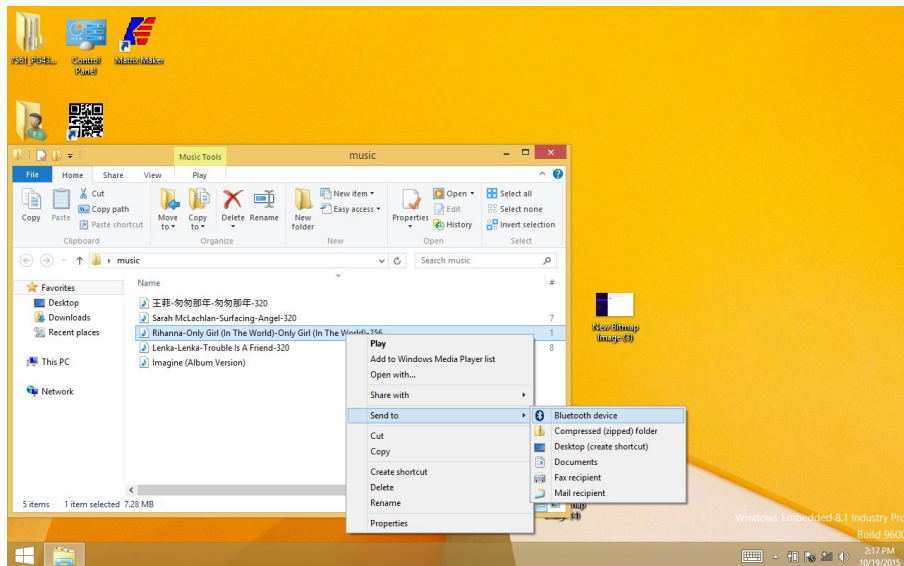 7561_PG43...
Control
Panel
Matrix Maker
Music Tools
music
File
Home
Share
View
Play
Copy
Paste
Cut
Copy path
Paste shortcut
Clipboard
Move
to
Copy
to
Delete
Rename
Organize
New
folder
New item
Easy access
New
Properties
Open
Edit
History
Open
Select all
Select none
Invert selection
Select
music
Search music
Favorites
Desktop
Downloads
Recent places
This PC
Network
Name
#
王菲-匆匆那年-匆匆那年-320
Sarah McLachlan-Surfacing-Angel-320
7
Rihanna-Only Girl (In The World)-Only Girl (In The World)-256
1
Lenka-Lenka-Trouble Is A Friend-320
8
Imagine (Album Version)
Play
Add to Windows Media Player list
Open with...
Share with
Send to
Cut
Copy
Create shortcut
Delete
Rename
Properties
Bluetooth device
Compressed (zipped) folder
Desktop (create shortcut)
Documents
Fax recipient
Mail recipient
New Bitmap
Image (3)
5 items
1 item selected 7.28 MB
Windows Embedded 8.1 Industry Pro
Build 9600
2:17 PM
10/19/2015